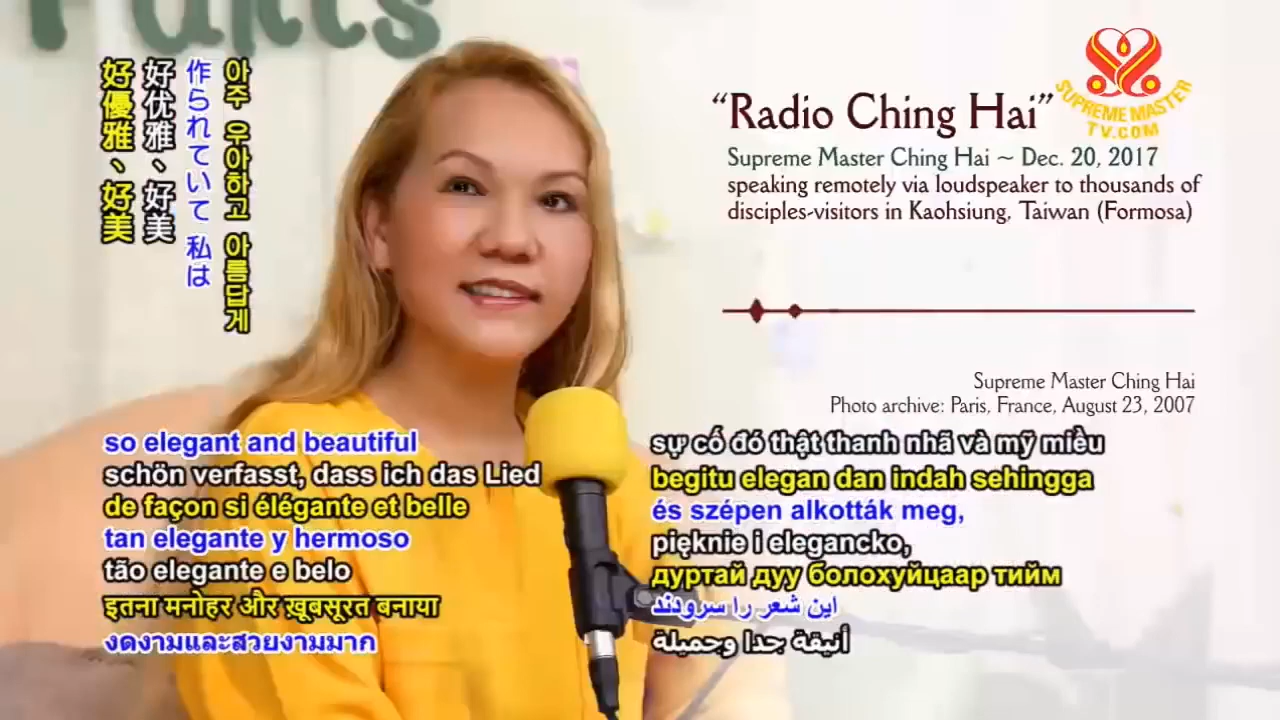 아주 우아하고 아름답게
作られていて 私は
好优雅、好美
好優雅、好美
“Radio Ching Hai”
SUPREME MASTER
TV.COM
Supreme Master Ching Hai ~ Dec. 20, 2017
speaking remotely via loudspeaker to thousands of
disciples-visitors in Kaohsiung, Taiwan (Formosa)
Supreme Master Ching Hai
Photo archive: Paris, France, August 23, 2007
so elegant and beautiful
schön verfasst, dass ich das Lied
de façon si élégante et belle
tan elegante y hermoso
tão elegante e belo
इतना मनोहर और ख़ूबसूरत बनाया
งดงามและสวยงามมาก
sự cố đó thật thanh nhã và mỹ miều
begitu elegan dan indah sehingga
és szépen alkották meg,
pięknie i elegancko,
дуртай дуу болохуйцаар тийм
این شعر را سرودند
أنيقة جدا وجميلة